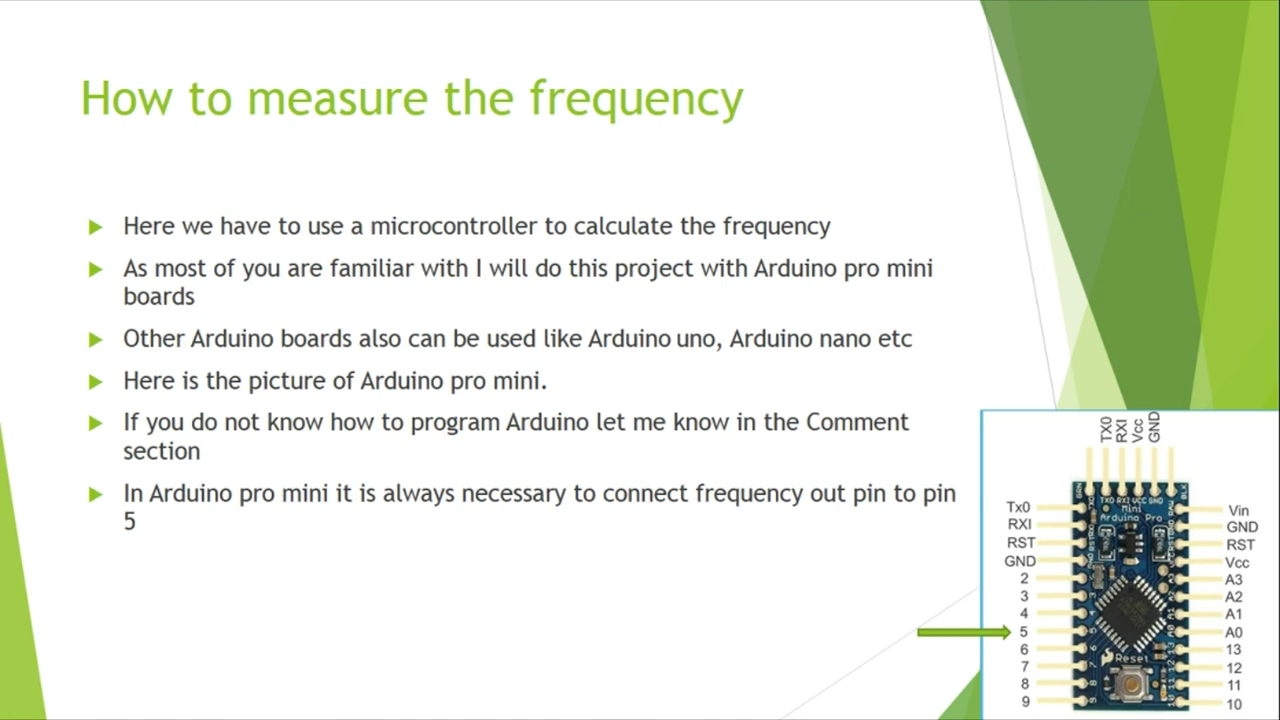 How to measure the frequency
Here we have to use a microcontroller to calculate the frequency
As most of you are familiar with I will do this project with Arduino pro mini
boards
Other Arduino boards also can be used like Arduino uno, Arduino nano etc
Here is the picture of Arduino pro mini.
If you do not know how to program Arduino let me know in the Comment
section
In Arduino pro mini it is always necessary to connect frequency out pin to pin
5
TX0
RXI
Vcc
GND
Tx0
RXI
RST
GND
2
3
4
5
6
7
8
9
Mini
Arduino Pro
Reset
Vin
GND
RST
Vcc
A3
A2
A1
A0
13
12
11
10